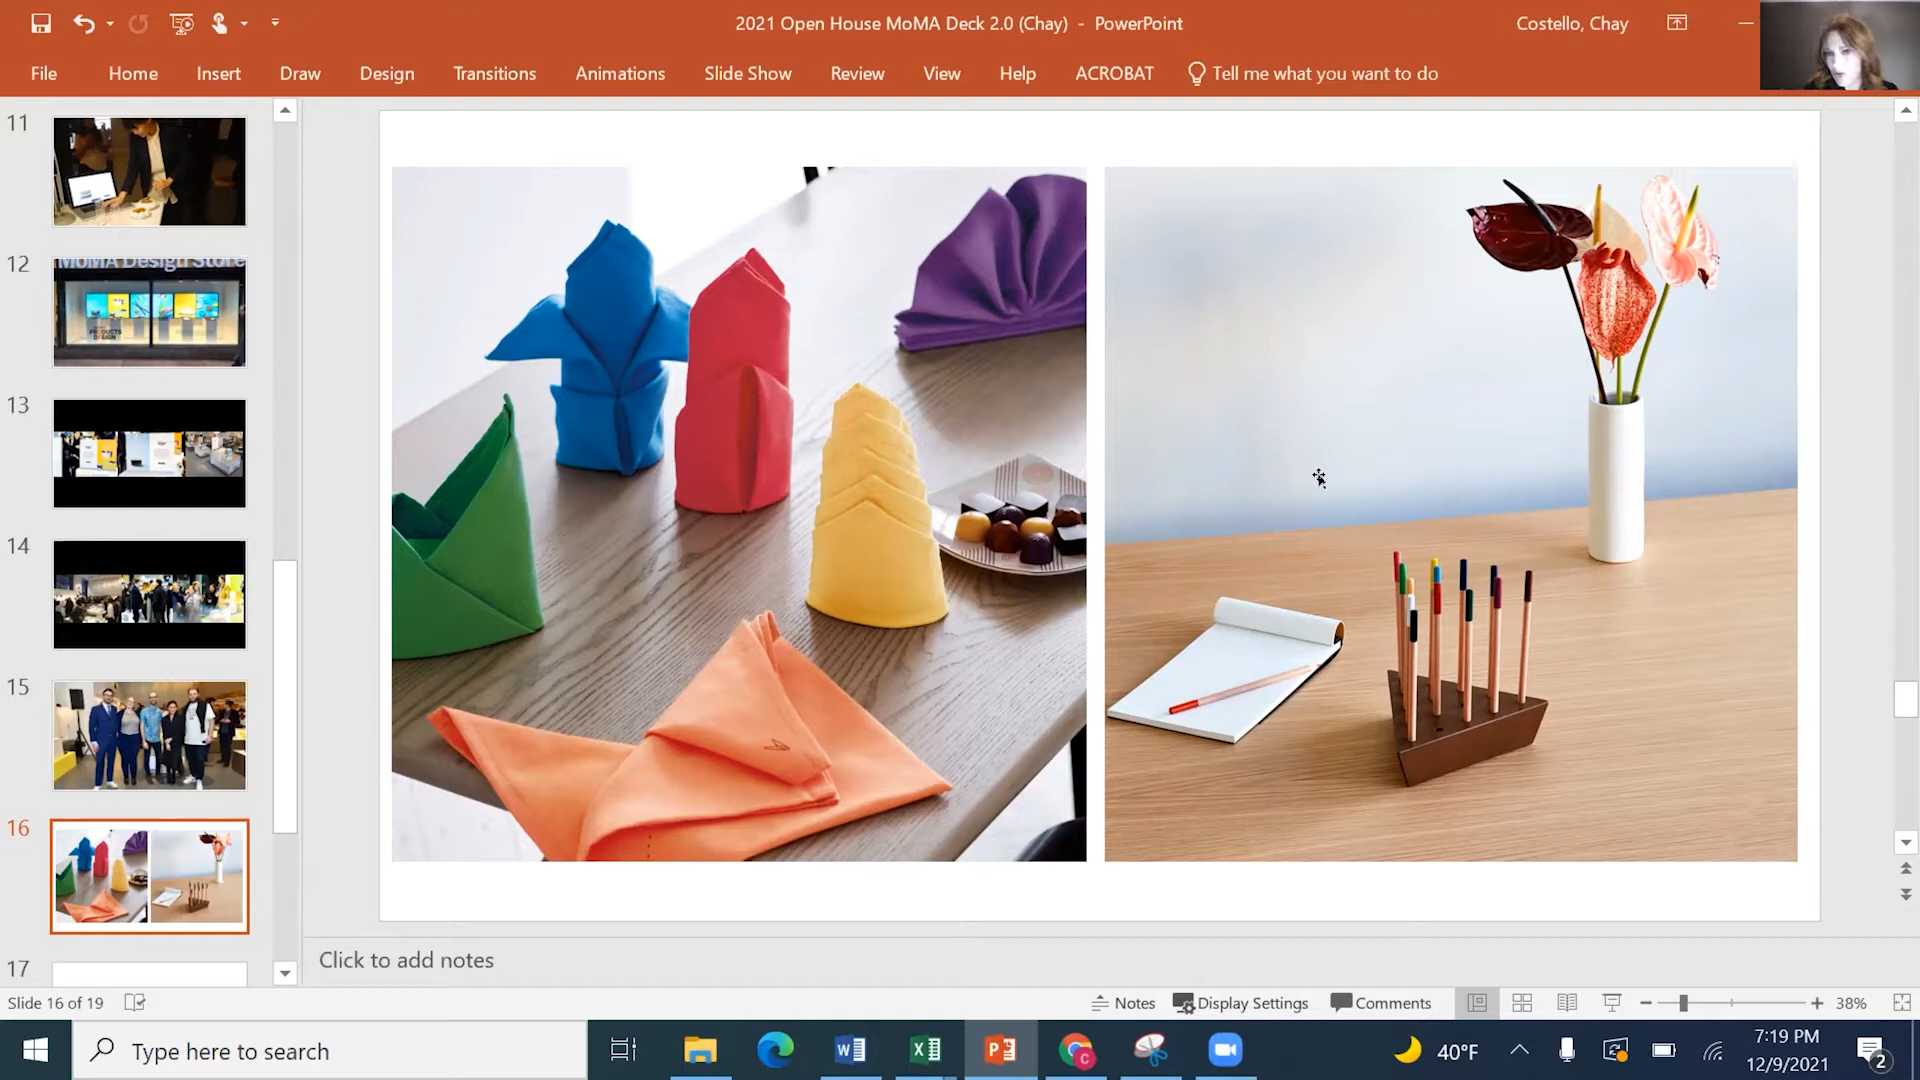 2021 Open House MoMA Deck 2.0 (Chay) - PowerPoint
Costello, Chay
File Home Insert Draw Design Transitions Animations Slide Show Review View Help ACROBAT Tell me what you want to do
11
12
MoMA Design Store
PRODUCTS
DESIGN
13
14
15
16
17
Click to add notes
Slide 16 of 19
Notes Display Settings Comments
38%
Type here to search
40°F
7:19 PM
12/9/2021
2